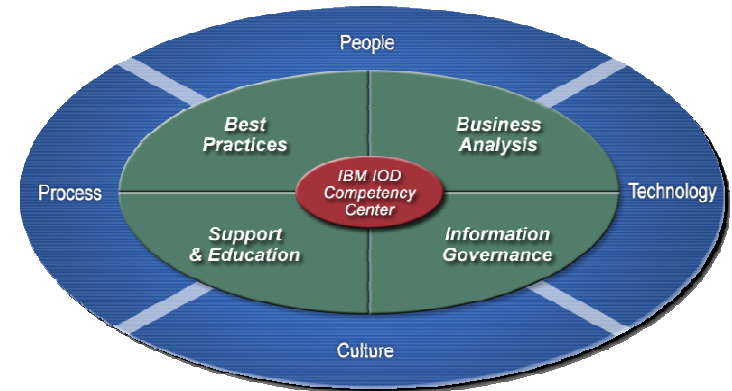 People
Best
Practices
Business
Analysis
IBM IOD
Competency
Center
Process
Technology
Support
& Education
Information
Governance
Culture